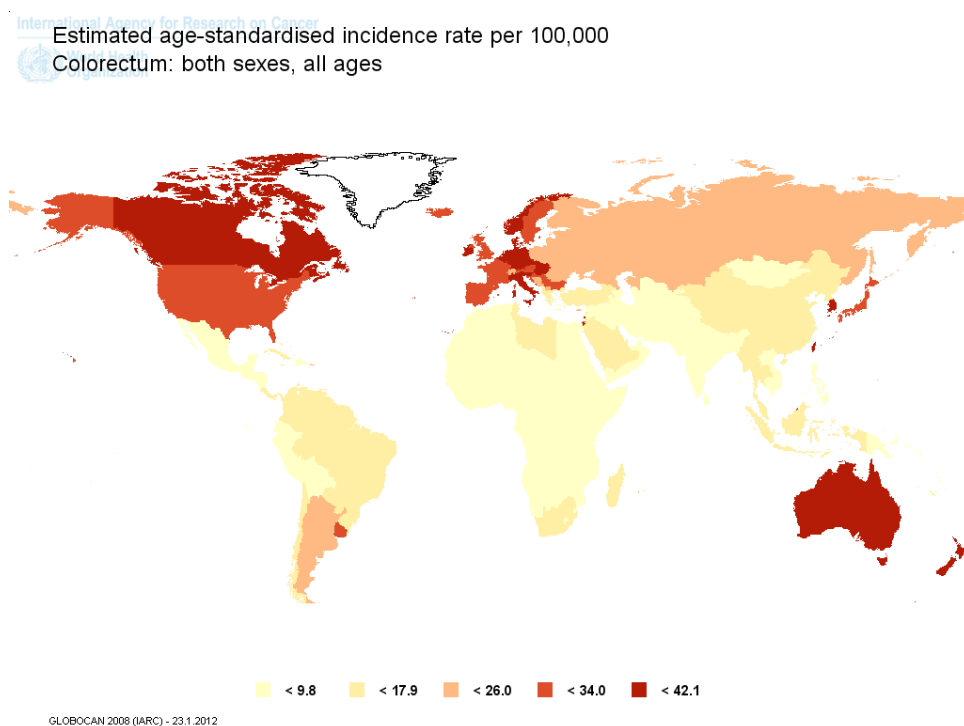 International Agency for Research on Cancer
Estimated age-standardised incidence rate per 100,000
World Health
Organization
Colorectum: both sexes, all ages
< 9.8 < 17.9 < 26.0 < 34.0 < 42.1
GLOBOCAN 2008 (IARC) - 23.1.2012